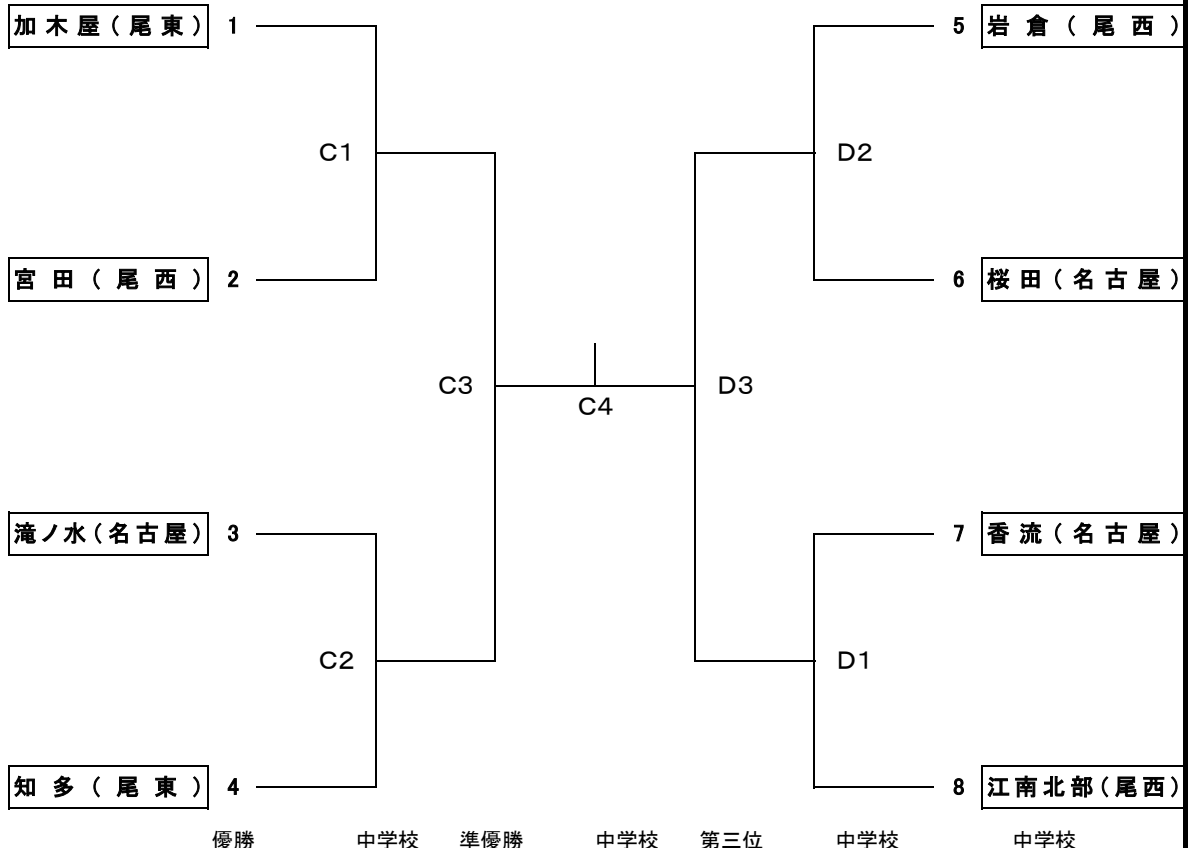 加木屋(尾東) 1
5 岩倉(尾西)
C1
D2
宮田(尾西) 2
6 桜田(名古屋)
C3
D3
C4
滝ノ水(名古屋) 3
7 香流(名古屋)
C2
D1
知多(尾東) 4
8 江南北部(尾西)
優勝 中学校 準優勝 中学校 第三位 中学校 中学校